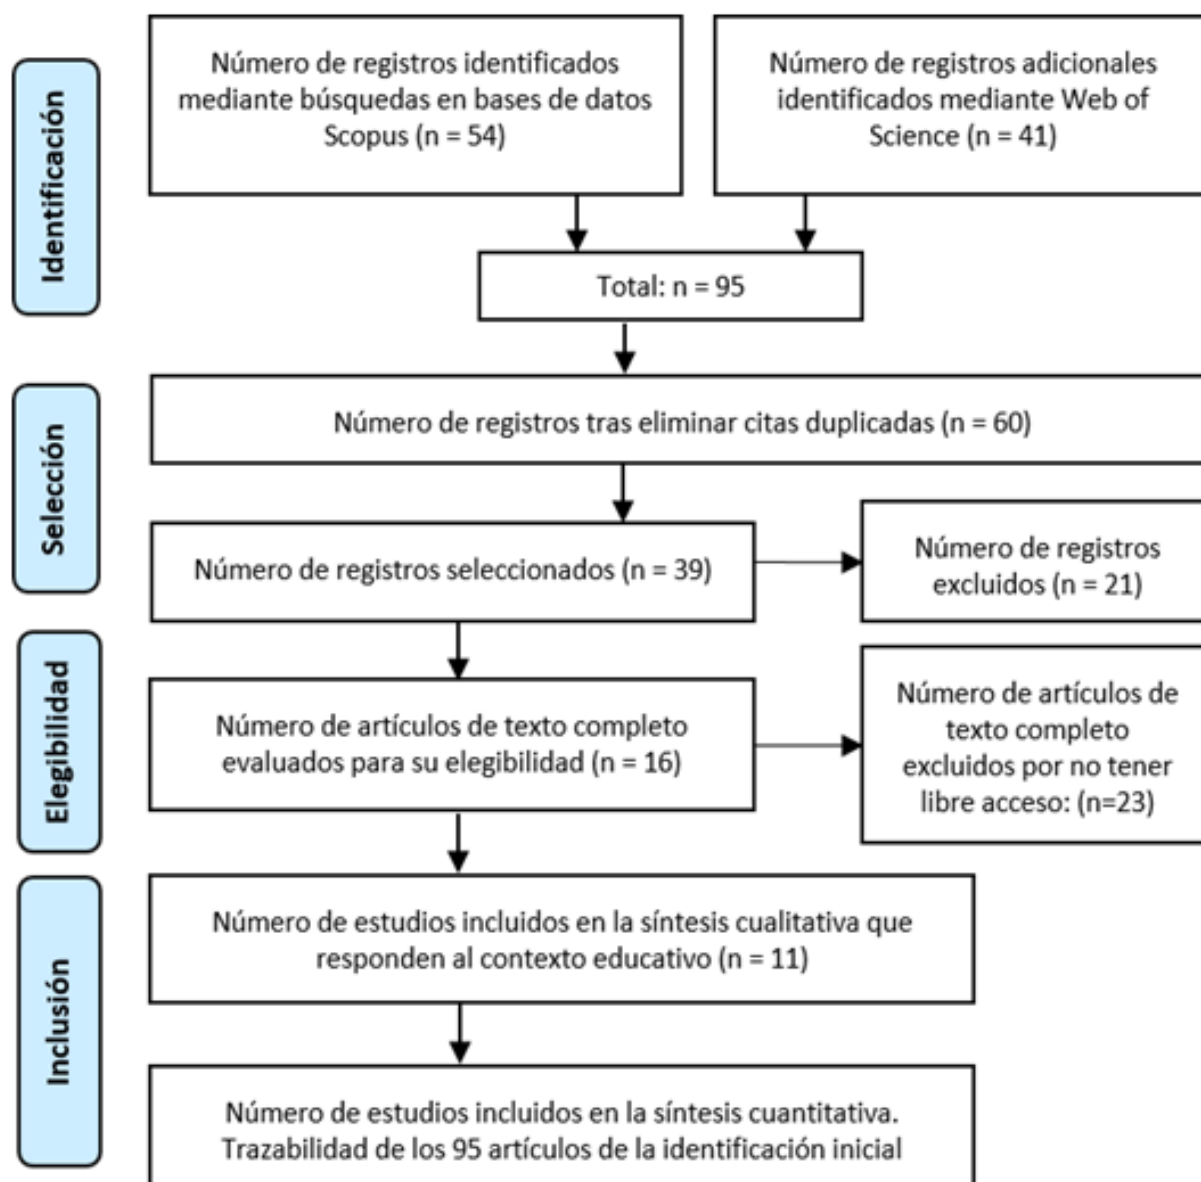 Identificación
Número de registros identificados
mediante búsquedas en bases de datos
Scopus (n = 54)
Número de registros adicionales
identificados mediante Web of
Science (n = 41)
Total: n = 95
Selección
Número de registros tras eliminar citas duplicadas (n = 60)
Número de registros seleccionados (n = 39)
Número de registros
excluidos (n = 21)
Elegibilidad
Número de artículos de texto completo
evaluados para su elegibilidad (n = 16)
Número de artículos de
texto completo
excluidos por no tener
libre acceso: (n=23)
Inclusión
Número de estudios incluidos en la síntesis cualitativa que
responden al contexto educativo (n = 11)
Número de estudios incluidos en la síntesis cuantitativa.
Trazabilidad de los 95 artículos de la identificación inicial